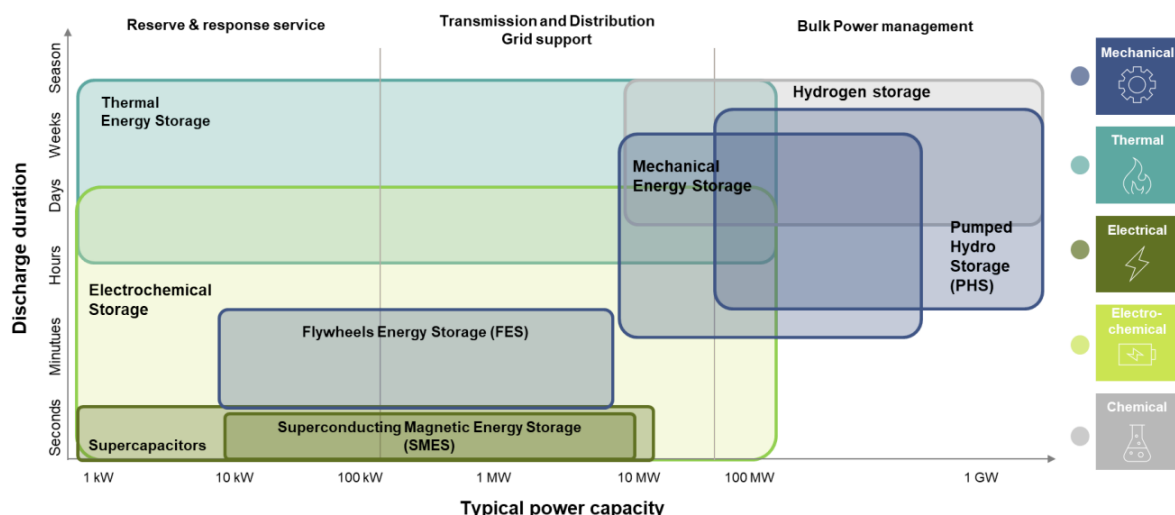 Reserve & response service
Transmission and Distribution
Grid support
Bulk Power management
Discharge duration
Season
Weeks
Days
Hours
Minutues
Seconds
Thermal
Energy Storage
Hydrogen storage
Mechanical
Energy Storage
Pumped
Hydro
Storage
(PHS)
Electrochemical
Storage
Flywheels Energy Storage (FES)
Superconducting Magnetic Energy Storage
(SMES)
Supercapacitors
1 kW
10 kW
100 kW
1 MW
10 MW
100 MW
1 GW
Typical power capacity
Mechanical
Thermal
Electrical
Electro-
chemical
Chemical